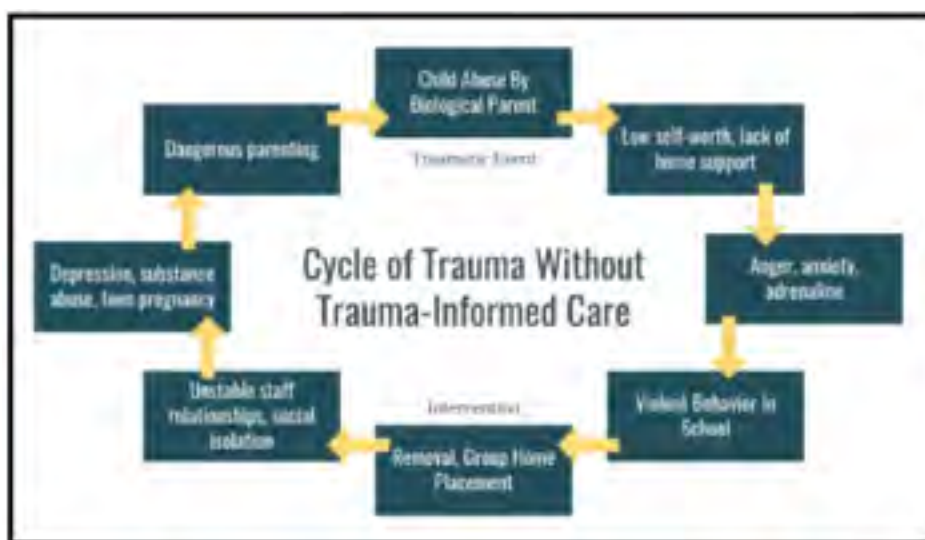 Child Abuse By
Biological Parent
Traumatic Event
Low self-worth, lack of
home support
Anger, anxiety,
adrenaline
Violent Behavior in
School
Intervention
Removal, Group Home
Placement
Unstable staff
relationships, social
isolation
Depression, substance
abuse, teen pregnancy
Dangerous parenting
Cycle of Trauma Without
Trauma-Informed Care